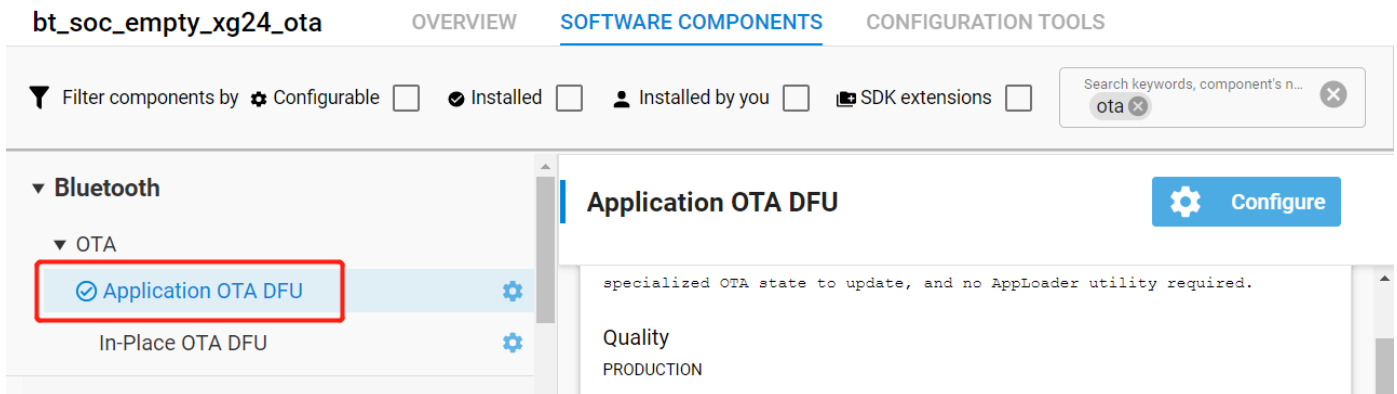 bt_soc_empty_xg24_ota OVERVIEW SOFTWARE COMPONENTS CONFIGURATION TOOLS
Filter components by Configurable Installed Installed by you SDK extensions
Search keywords, component's n...
ota
Bluetooth
OTA
Application OTA DFU
In-Place OTA DFU
Application OTA DFU Configure
specialized OTA state to update, and no AppLoader utility required.
Quality
PRODUCTION